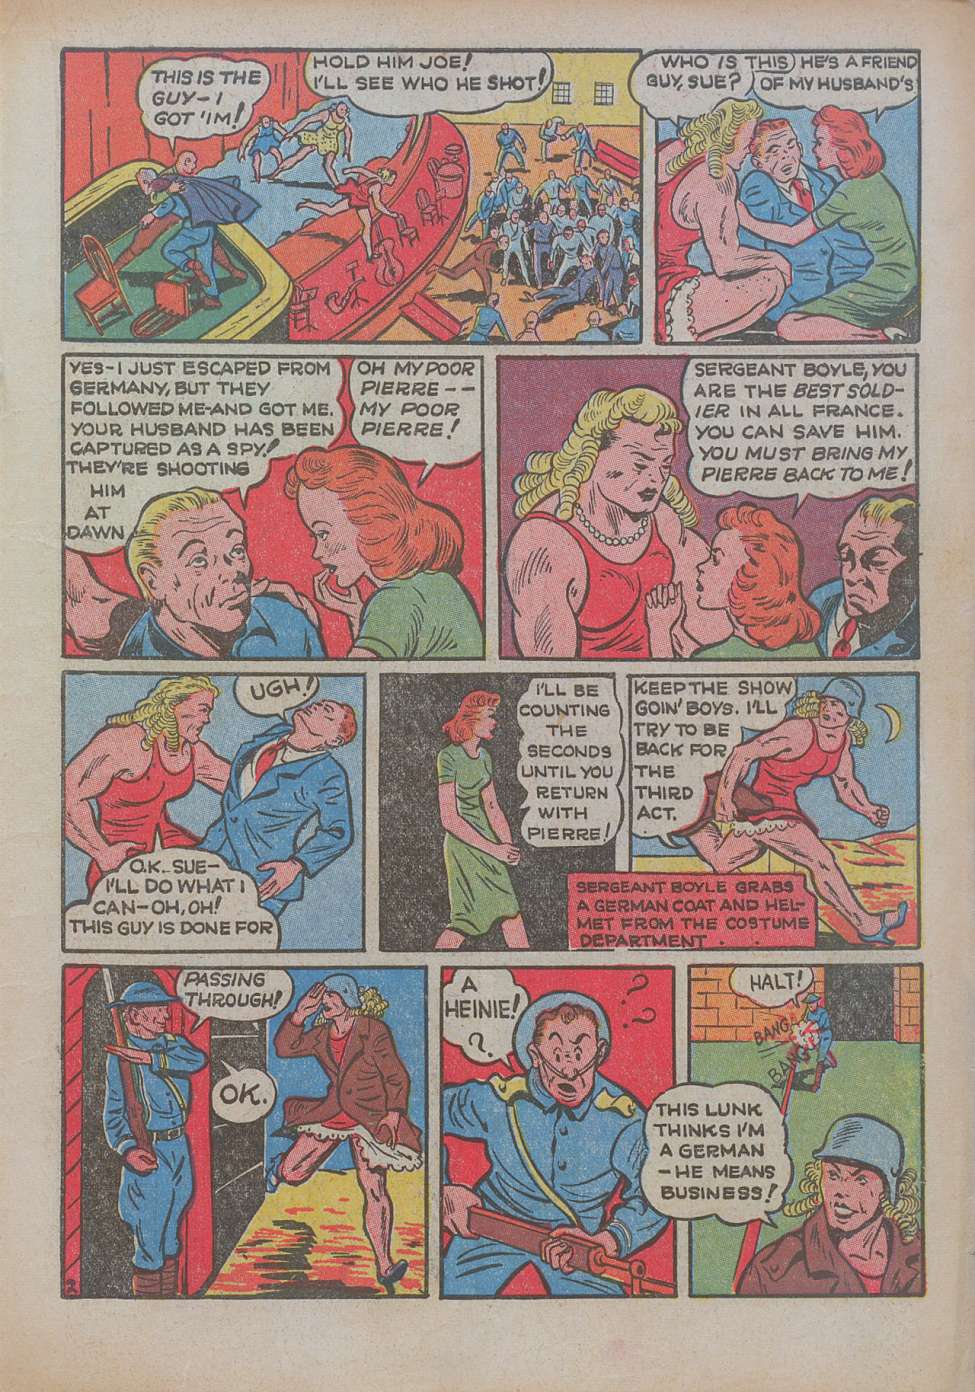 THIS IS THE
GUY-I
GOT 'IM!
HOLD HIM JOE!
I'LL SEE WHO HE SHOT!
WHO IS THIS
GUY, SUE?
HE'S A FRIEND
OF MY HUSBAND'S
YES-I JUST ESCAPED FROM
GERMANY, BUT THEY
FOLLOWED ME-AND GOT ME.
YOUR HUSBAND HAS BEEN
CAPTURED AS A SPY!
THEY'RE SHOOTING
HIM
AT
DAWN
OH MY POOR
PIERRE--
MY POOR
PIERRE!
SERGEANT BOYLE, YOU
ARE THE BEST SOLD-
IER IN ALL FRANCE.
YOU CAN SAVE HIM.
YOU MUST BRING MY
PIERRE BACK TO ME!
UGH!
O.K. SUE-
I'LL DO WHAT I
CAN-OH, OH!
THIS GUY IS DONE FOR
I'LL BE
COUNTING
THE
SECONDS
UNTIL YOU
RETURN
WITH
PIERRE!
KEEP THE SHOW
GOIN' BOYS. I'LL
TRY TO BE
BACK FOR
THE
THIRD
ACT.
SERGEANT BOYLE GRABS
A GERMAN COAT AND HEL-
MET FROM THE COSTUME
DEPARTMENT . . .
PASSING
THROUGH!
OK.
2
A
HEINIE!
?
?
?
HALT!
BANG
BANG
THIS LUNK
THINKS I'M
A GERMAN
-HE MEANS
BUSINESS!